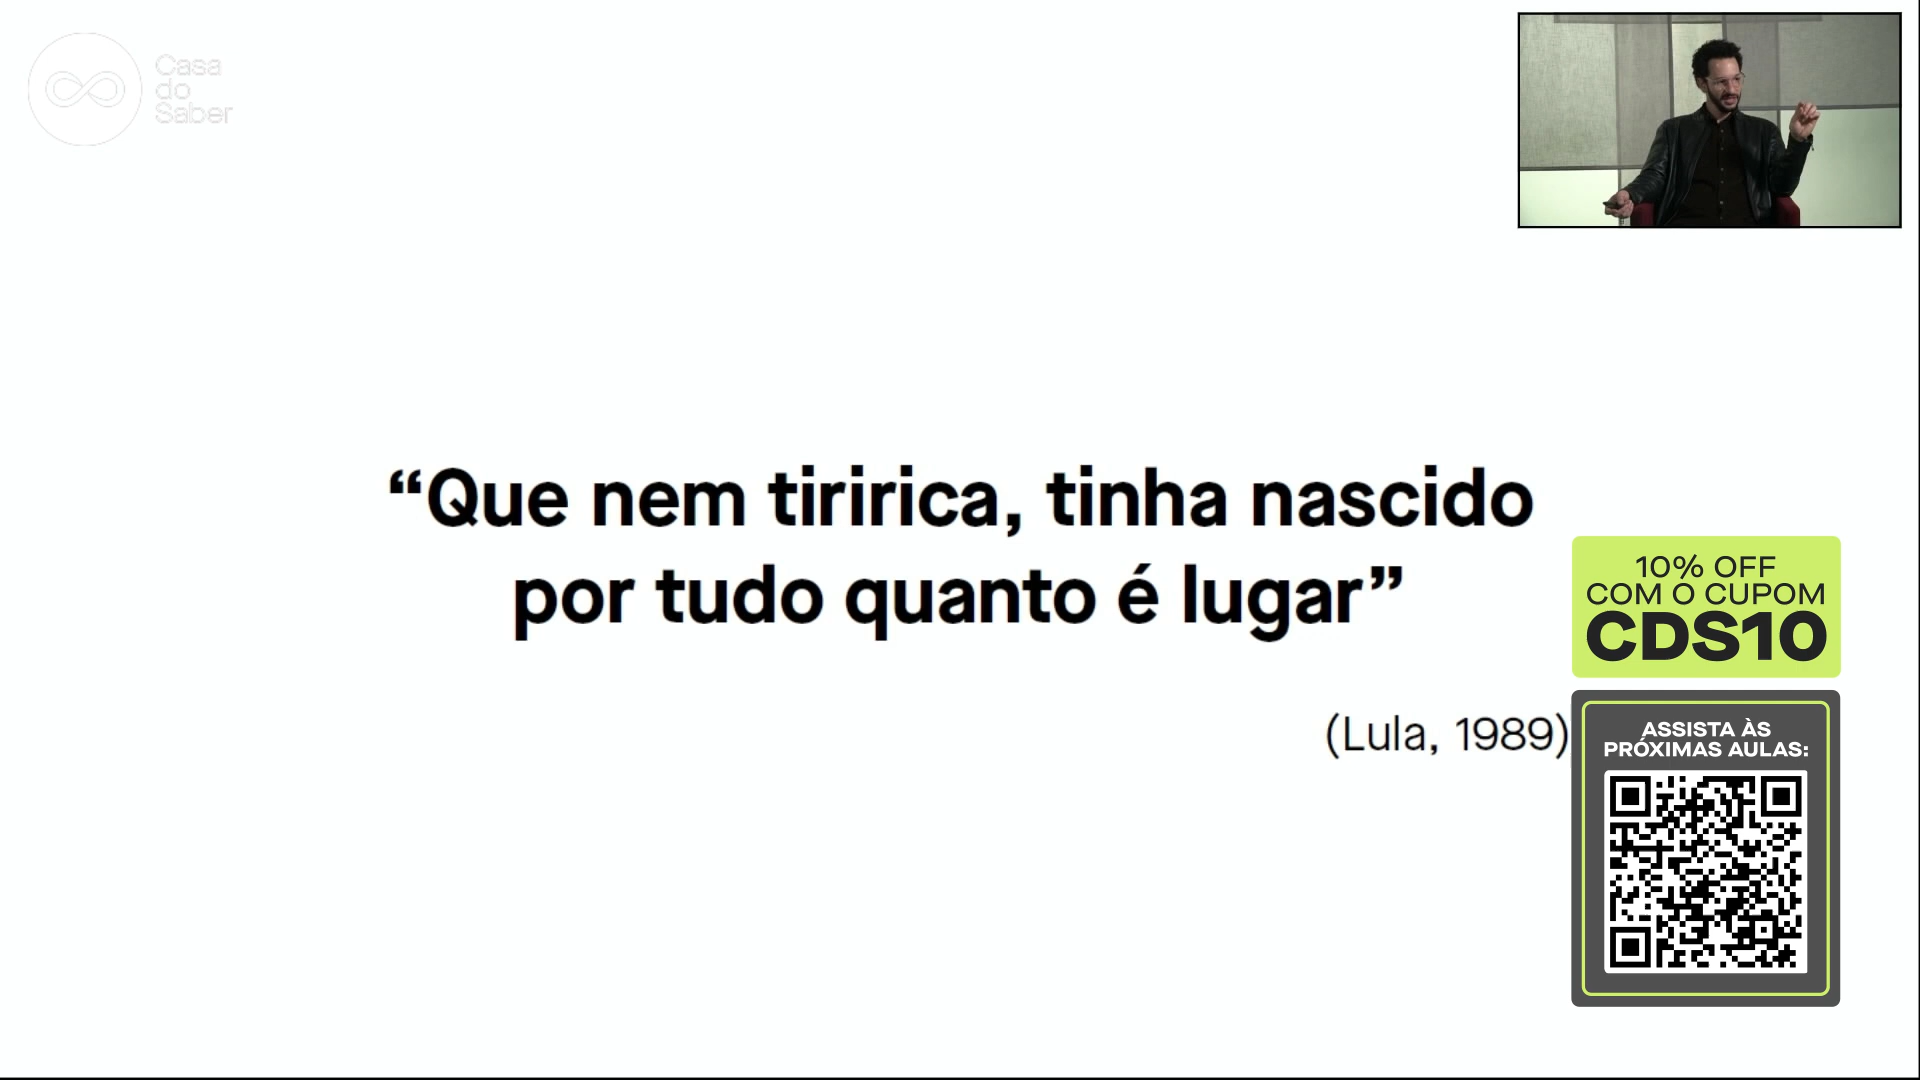 Casa
do
Saber
“Que nem tiririca, tinha nascido
por tudo quanto é lugar”
(Lula, 1989)
10% OFF
COM O CUPOM
CDS10
ASSISTA ÀS
PRÓXIMAS AULAS: